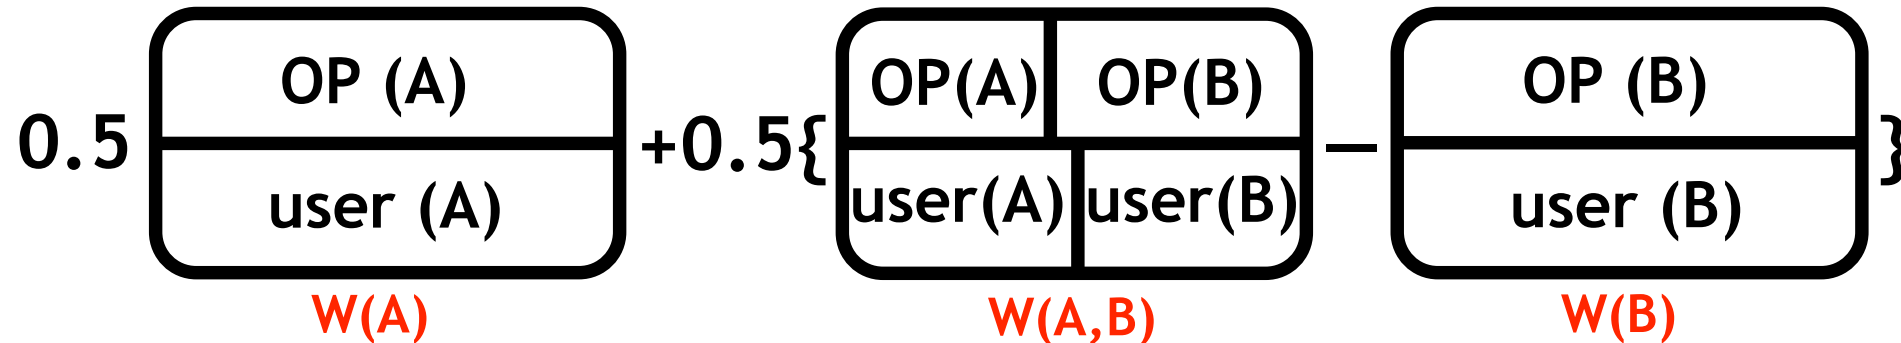 OP (A) OP(A) OP(B) OP (B)
0.5 +0.5{ – }
user (A) user(A) user(B) user (B)
W(A) W(A,B) W(B)